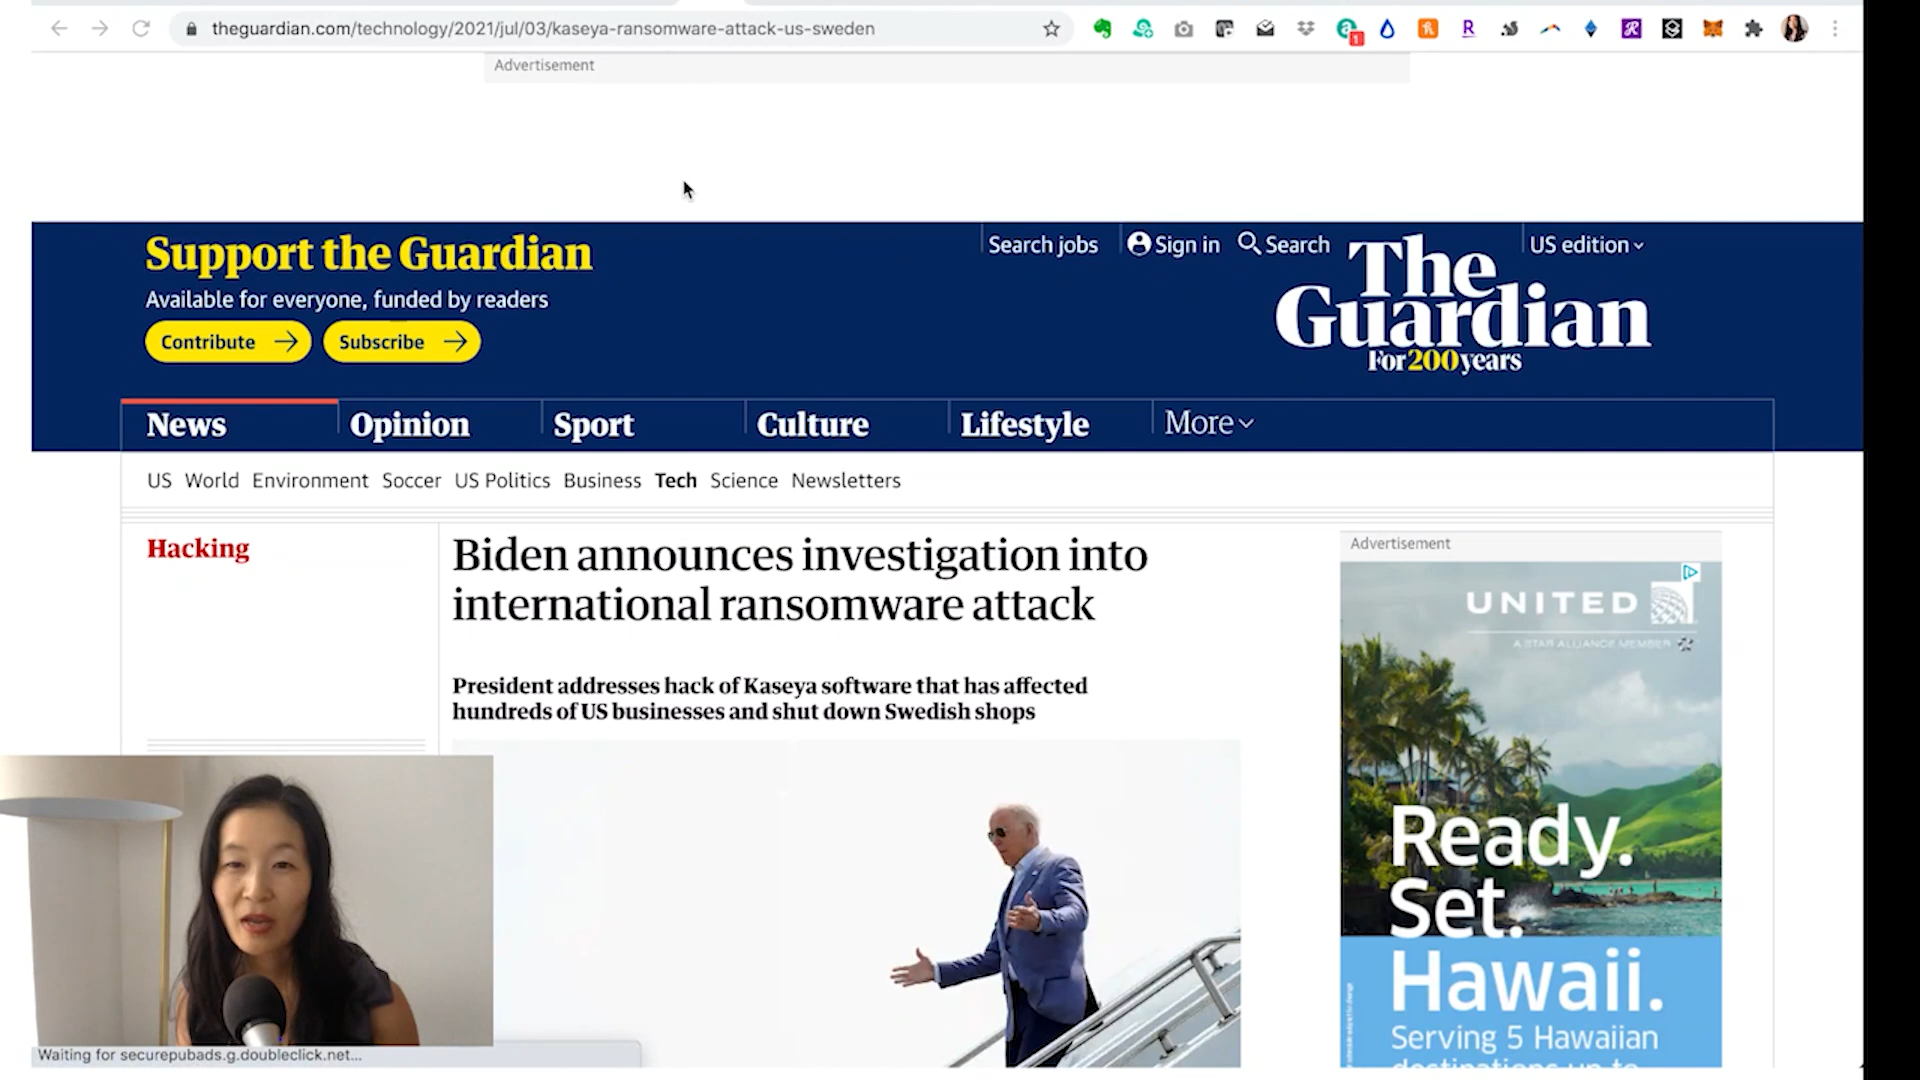 theguardian.com/technology/2021/jul/03/kaseya-ransomware-attack-us-sweden
1
Advertisement
Support the Guardian
Available for everyone, funded by readers
Contribute
Subscribe
Search jobs
Sign in
Search
US edition
The
Guardian
For 200 years
News
Opinion
Sport
Culture
Lifestyle
More
US World Environment Soccer US Politics Business Tech Science Newsletters
Hacking
Biden announces investigation into
international ransomware attack
President addresses hack of Kaseya software that has affected
hundreds of US businesses and shut down Swedish shops
Advertisement
UNITED
A STAR ALLIANCE MEMBER
Ready.
Set.
Hawaii.
Serving 5 Hawaiian
destinations up to
Waiting for securepubads.g.doubleclick.net...